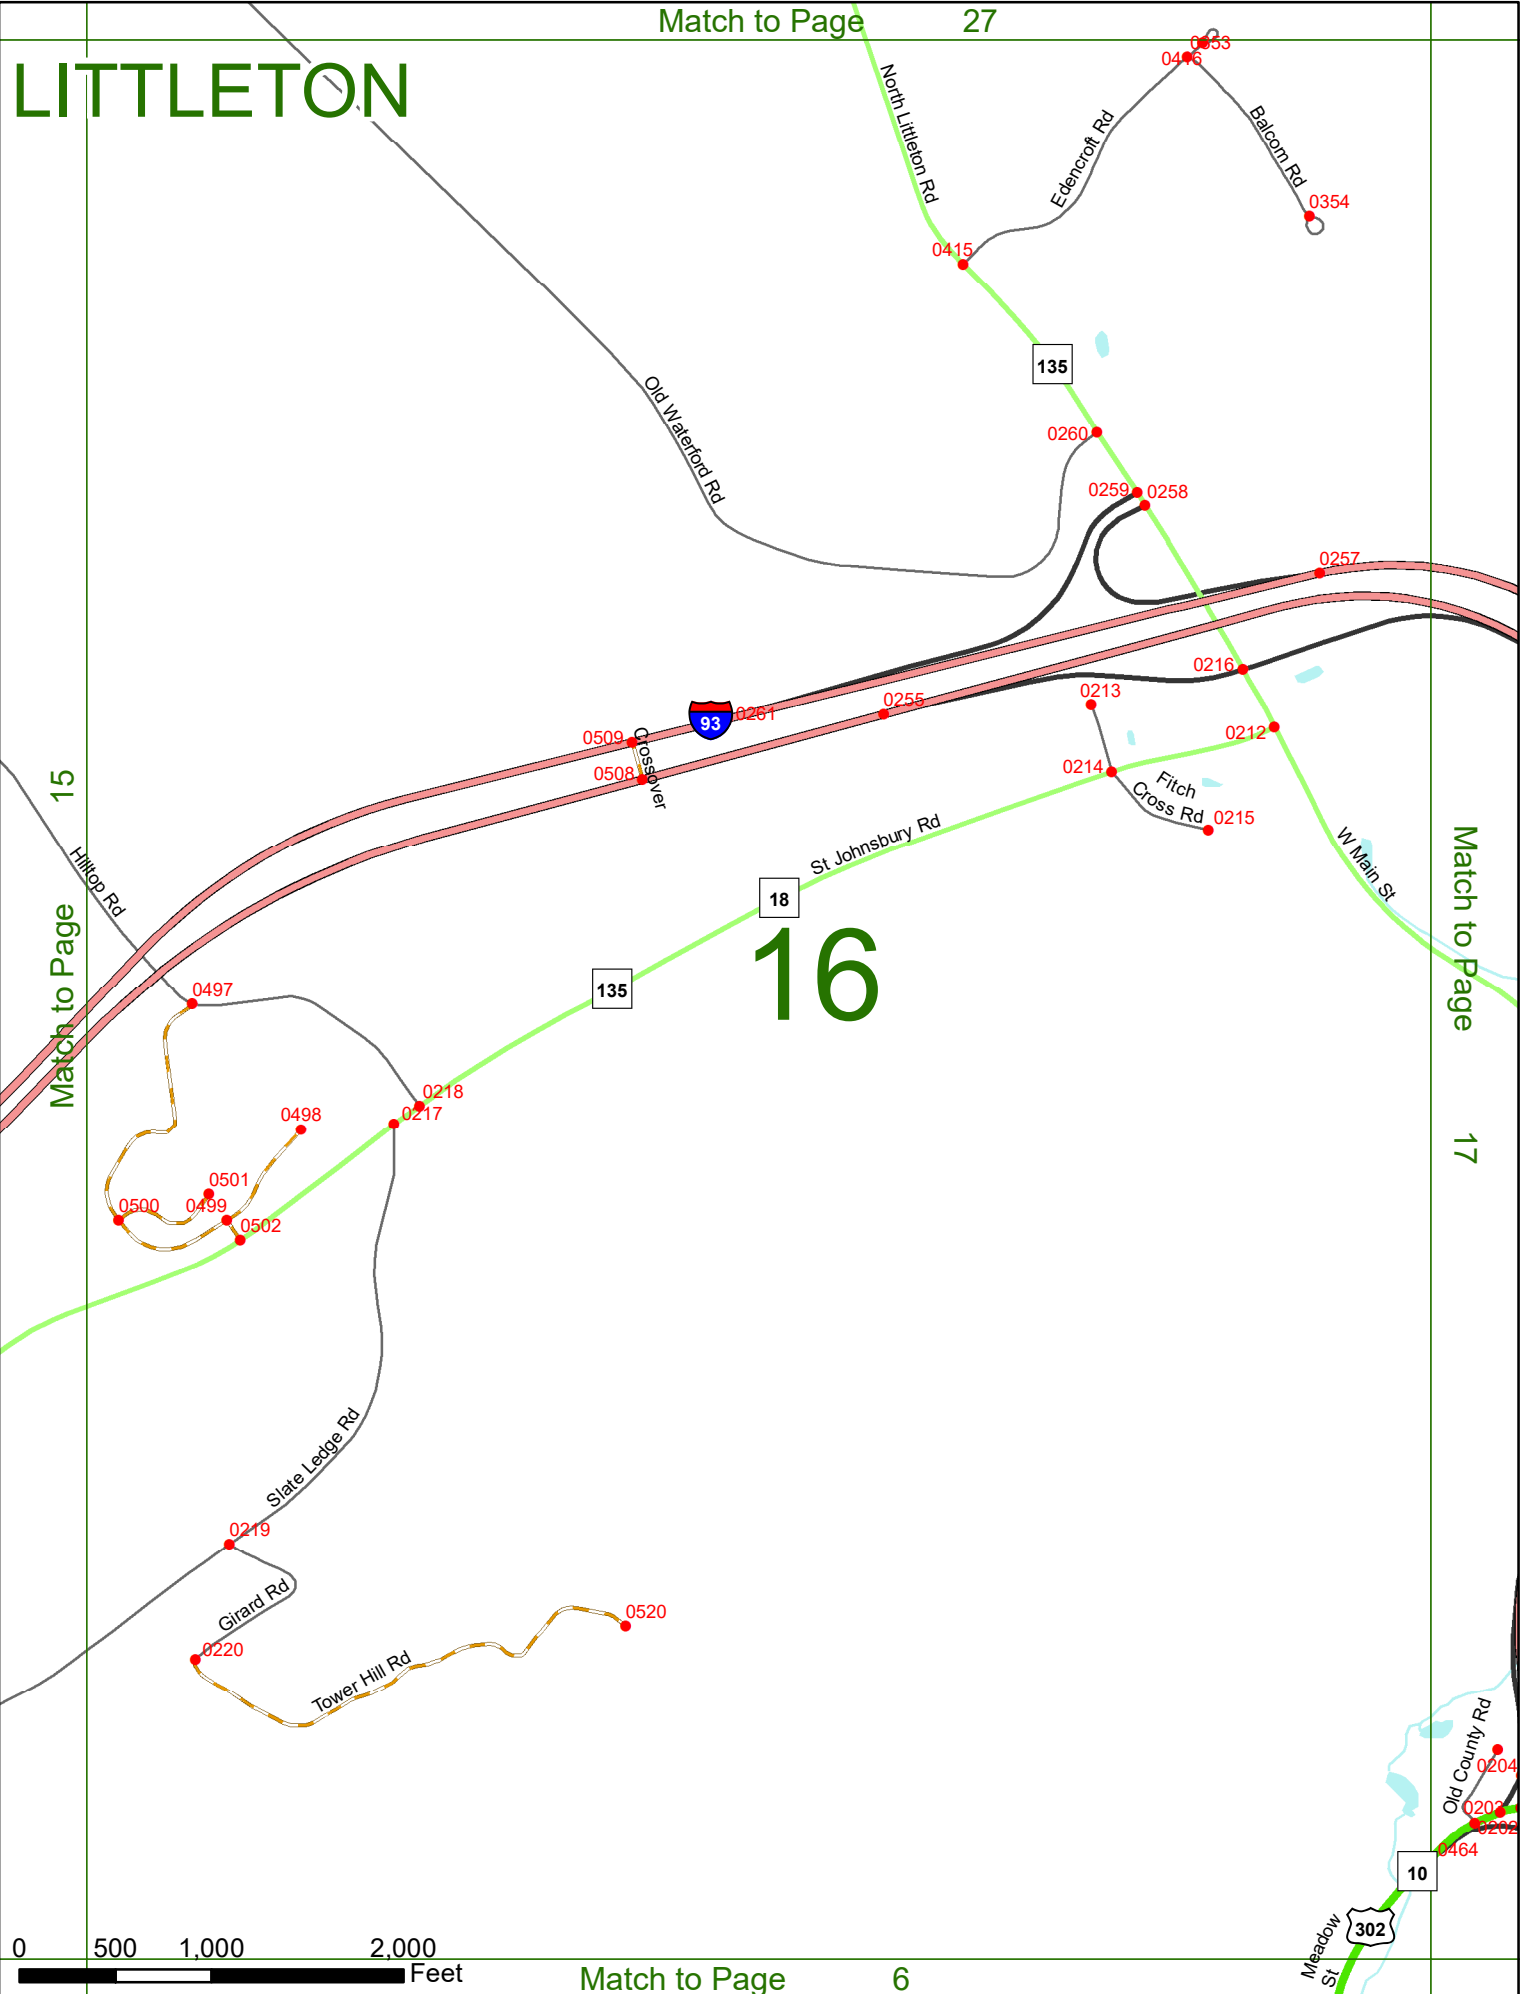 Match to Page 27
LITTLETON
0353
0416
North Littleton Rd
Edencroft Rd
Balcom Rd
0354
0415
135
Old Waterford Rd
0260
0259
0258
0257
0216
0213
0255
93
0261
0212
0509
Crossover
0508
0214
Fitch
Cross Rd
0215
15
Match to Page
Hilltop Rd
St Johnsbury Rd
W Main St
18
16
135
Match to Page
17
0497
0218
0217
0498
0501
0500
0499
0502
Slate Ledge Rd
0219
Girard Rd
0220
0520
Tower Hill Rd
Old County Rd
0204
0203
0202
0464
10
302
Meadow
St
0 500 1,000 2,000
Feet
Match to Page 6